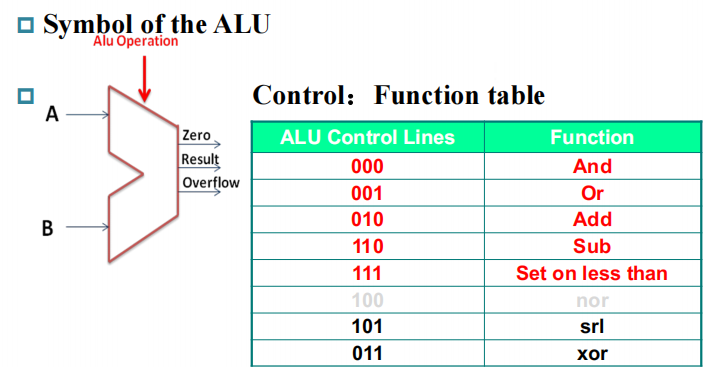 Symbol of the ALU
Alu Operation
A
B
Zero
Result
Overflow
Control：Function table
ALU Control Lines Function
000 And
001 Or
010 Add
110 Sub
111 Set on less than
100 nor
101 srl
011 xor